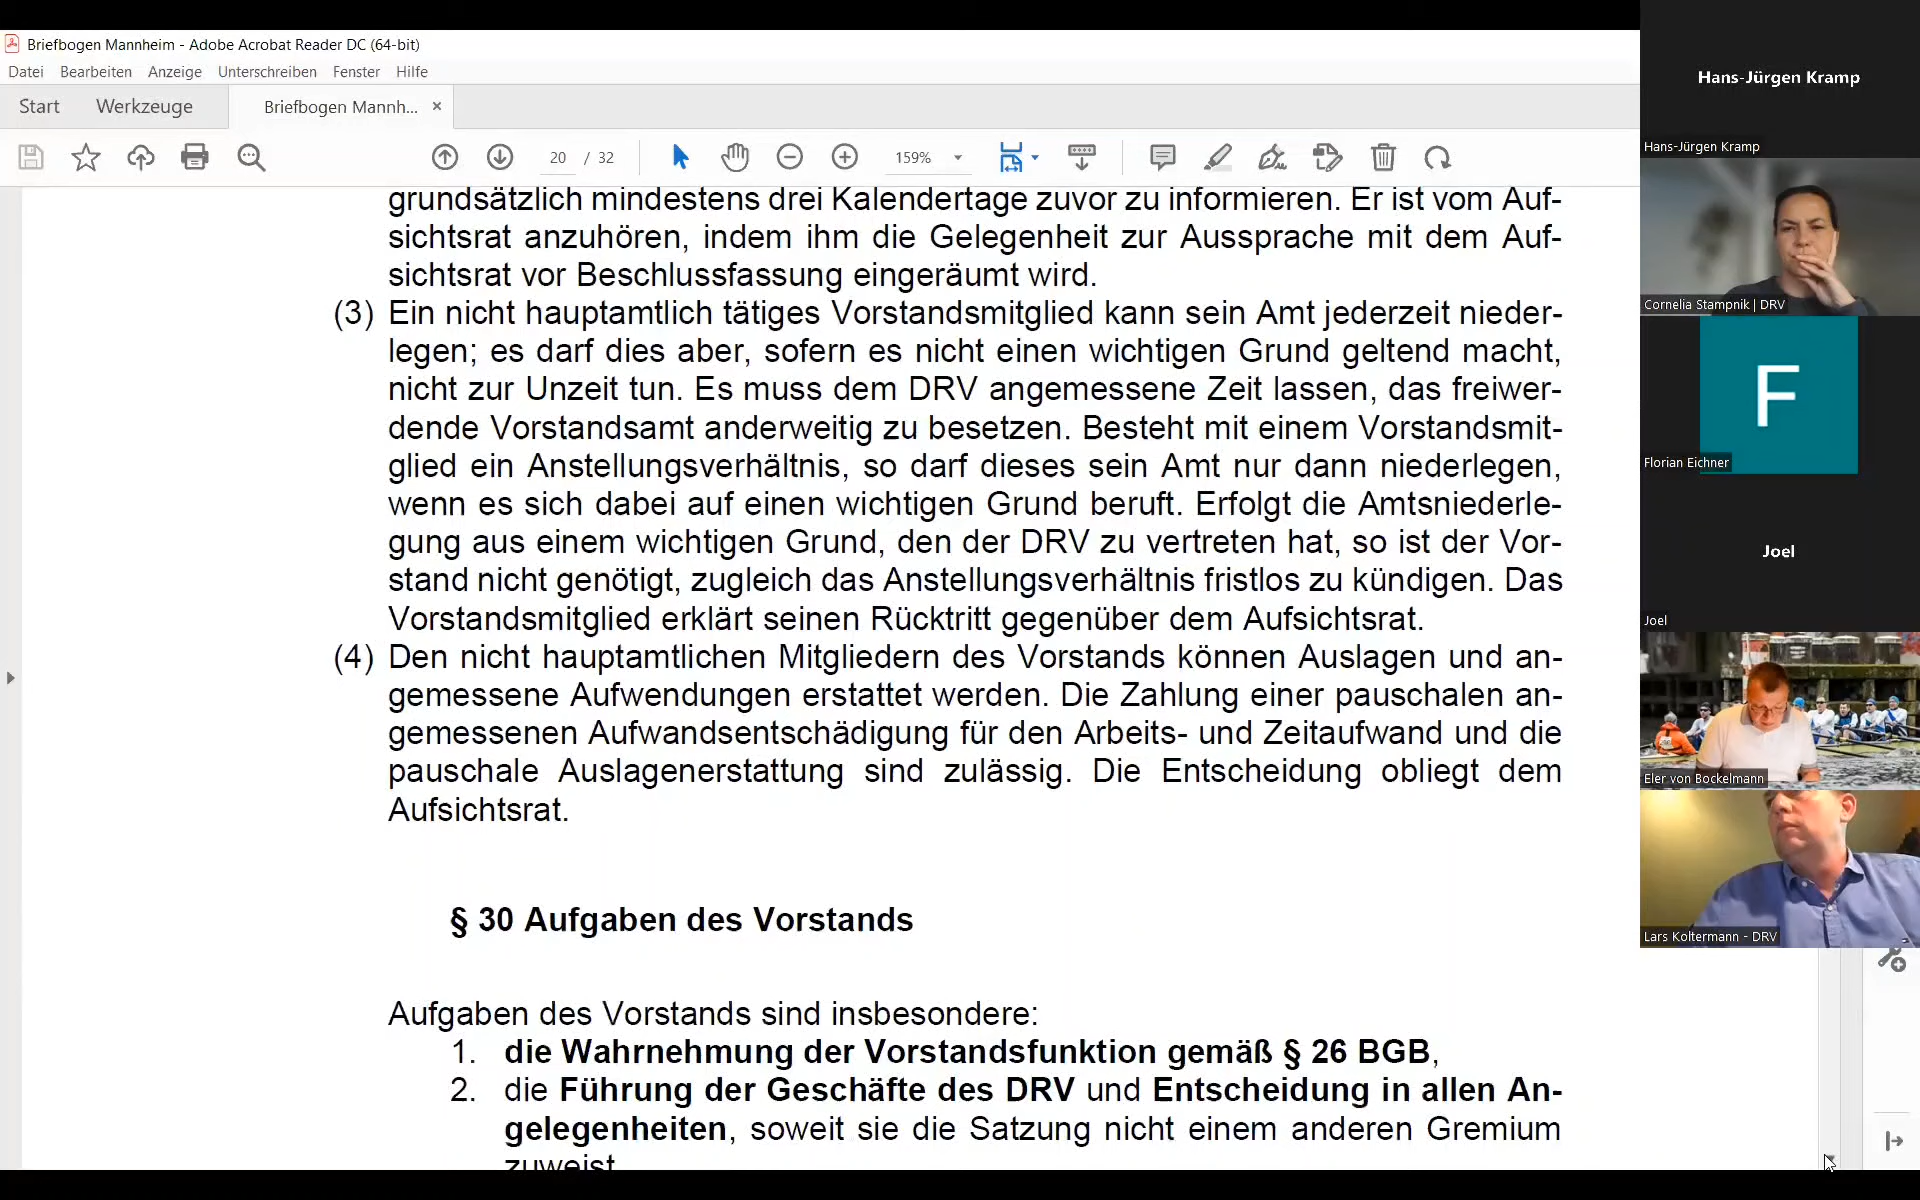 Briefbogen Mannheim - Adobe Acrobat Reader DC (64-bit)
Datei Bearbeiten Anzeige Unterschreiben Fenster Hilfe
Start Werkzeuge Briefbogen Mannh... ×
20 / 32 159%
grundsätzlich mindestens drei Kalendertage zuvor zu informieren. Er ist vom Auf-
sichtsrat anzuhören, indem ihm die Gelegenheit zur Aussprache mit dem Auf-
sichtsrat vor Beschlussfassung eingeräumt wird.
(3) Ein nicht hauptamtlich tätiges Vorstandsmitglied kann sein Amt jederzeit nieder-
legen; es darf dies aber, sofern es nicht einen wichtigen Grund geltend macht,
nicht zur Unzeit tun. Es muss dem DRV angemessene Zeit lassen, das freiwer-
dende Vorstandsamt anderweitig zu besetzen. Besteht mit einem Vorstandsmit-
glied ein Anstellungsverhältnis, so darf dieses sein Amt nur dann niederlegen,
wenn es sich dabei auf einen wichtigen Grund beruft. Erfolgt die Amtsniederle-
gung aus einem wichtigen Grund, den der DRV zu vertreten hat, so ist der Vor-
stand nicht genötigt, zugleich das Anstellungsverhältnis fristlos zu kündigen. Das
Vorstandsmitglied erklärt seinen Rücktritt gegenüber dem Aufsichtsrat.
(4) Den nicht hauptamtlichen Mitgliedern des Vorstands können Auslagen und an-
gemessene Aufwendungen erstattet werden. Die Zahlung einer pauschalen an-
gemessenen Aufwandsentschädigung für den Arbeits- und Zeitaufwand und die
pauschale Auslagenerstattung sind zulässig. Die Entscheidung obliegt dem
Aufsichtsrat.
§ 30 Aufgaben des Vorstands
Aufgaben des Vorstands sind insbesondere:
1. die Wahrnehmung der Vorstandsfunktion gemäß § 26 BGB,
2. die Führung der Geschäfte des DRV und Entscheidung in allen An-
gelegenheiten, soweit sie die Satzung nicht einem anderen Gremium
zuweist
Hans-Jürgen Kramp
Hans-Jürgen Kramp
Cornelia Stampnik | DRV
F
Florian Eichner
Joel
Joel
Eler von Bockelmann
Lars Koltermann - DRV